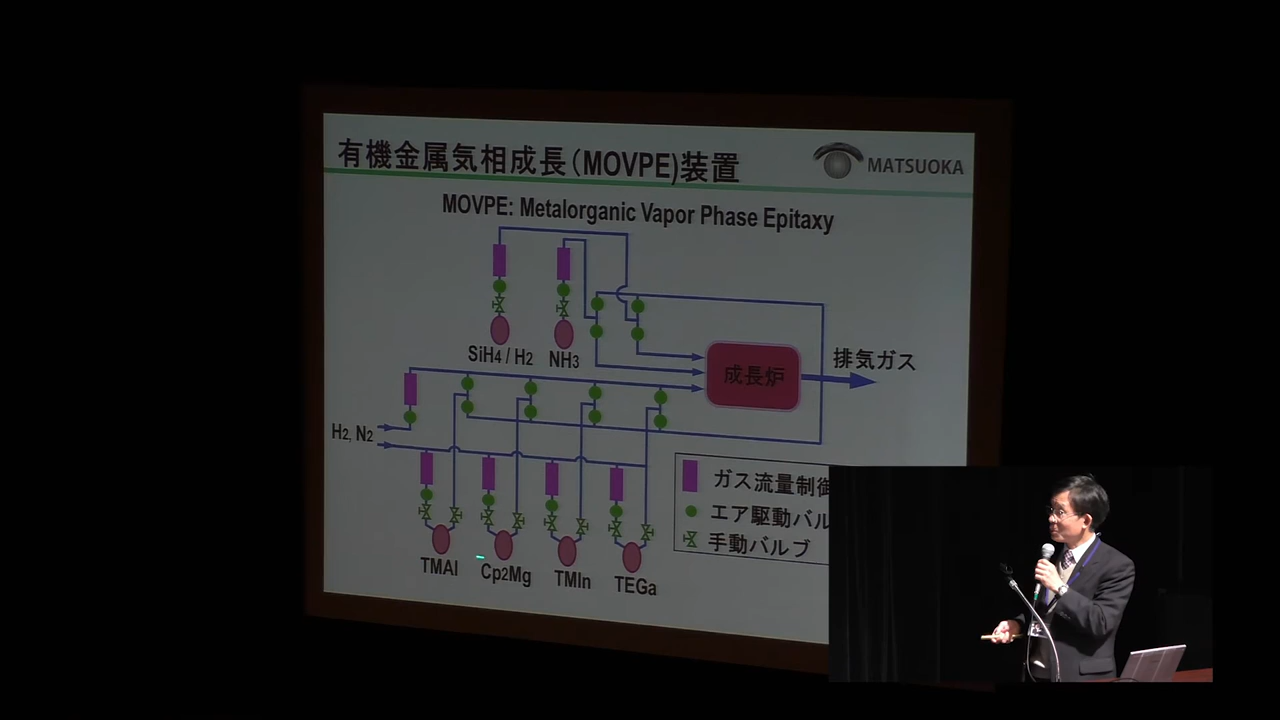 有機金属気相成長(MOVPE)装置
MATSUOKA
MOVPE: Metalorganic Vapor Phase Epitaxy
SiH4 / H2
NH3
成長炉
排気ガス
H2, N2
ガス流量制御
エア駆動バル
手動バルブ
TMAl
Cp2Mg
TMIn
TEGa